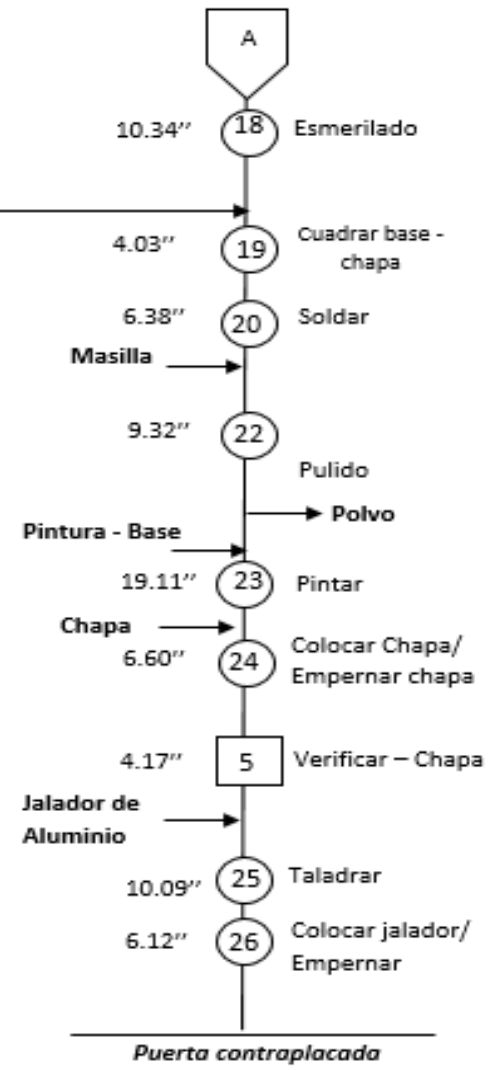 A
10.34’’ 18 Esmerilado
4.03’’ 19 Cuadrar base -
chapa
6.38’’ 20 Soldar
Masilla
9.32’’ 22
Pulido
Polvo
Pintura - Base
19.11’’ 23 Pintar
Chapa
6.60’’ 24 Colocar Chapa/
Empernar chapa
4.17’’ 5 Verificar – Chapa
Jalador de
Aluminio
10.09’’ 25 Taladrar
6.12’’ 26 Colocar jalador/
Empernar
Puerta contraplacada